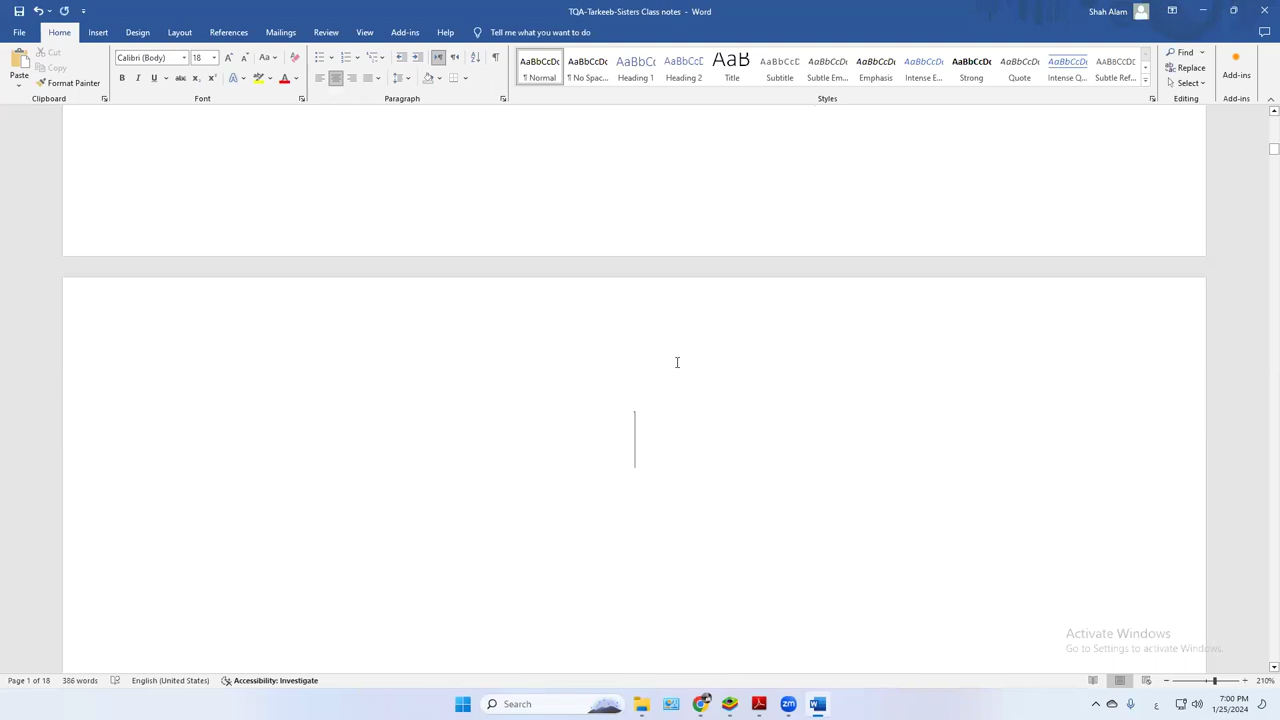 TQA-Tarkeeb-Sisters Class notes - Word
Shah Alam
File Home Insert Design Layout References Mailings Review View Add-ins Help Tell me what you want to do
Paste
Cut
Copy
Format Painter
Clipboard
Calibri (Body) 18
Font
Paragraph
AaBbCcDc AaBbCcDc AaBbCc AaBbCcD AaB AaBbCcC AaBbCcDc AaBbCcDc AaBbCcDc AaBbCcDc AaBbCcDc AaBbCcDc AABBCCDC
¶ Normal ¶ No Spac... Heading 1 Heading 2 Title Subtitle Subtle Em... Emphasis Intense E... Strong Quote Intense Q... Subtle Ref...
Styles
Find
Replace
Select
Editing
Add-ins
Add-ins
Activate Windows
Go to Settings to activate Windows.
Page 1 of 18 386 words English (United States) Accessibility: Investigate 210%
Search
ع
7:00 PM
1/25/2024